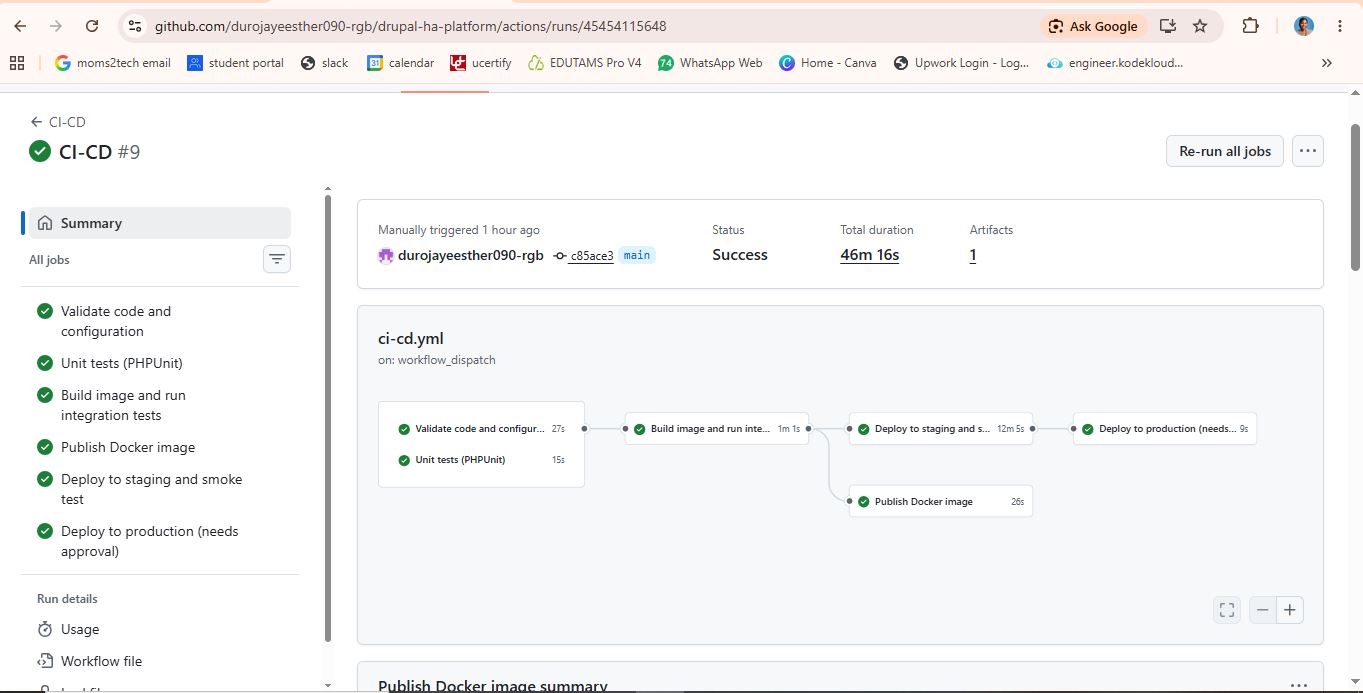 github.com/durojayeesther090-rgb/drupal-ha-platform/actions/runs/45454115648
Ask Google
moms2tech email
student portal
slack
calendar
ucertify
EDUTAMS Pro V4
WhatsApp Web
Home - Canva
Upwork Login - Log...
engineer.kodekloud...
CI-CD
CI-CD #9
Re-run all jobs
Summary
All jobs
Validate code and
configuration
Unit tests (PHPUnit)
Build image and run
integration tests
Publish Docker image
Deploy to staging and smoke
test
Deploy to production (needs
approval)
Run details
Usage
Workflow file
Manually triggered 1 hour ago
durojayeesther090-rgb c85ace3 main
Status
Success
Total duration
46m 16s
Artifacts
1
ci-cd.yml
on: workflow_dispatch
Validate code and configur... 27s
Unit tests (PHPUnit) 15s
Build image and run inte... 1m 1s
Deploy to staging and s... 12m 5s
Deploy to production (needs... 9s
Publish Docker image 26s
Publish Docker image summary